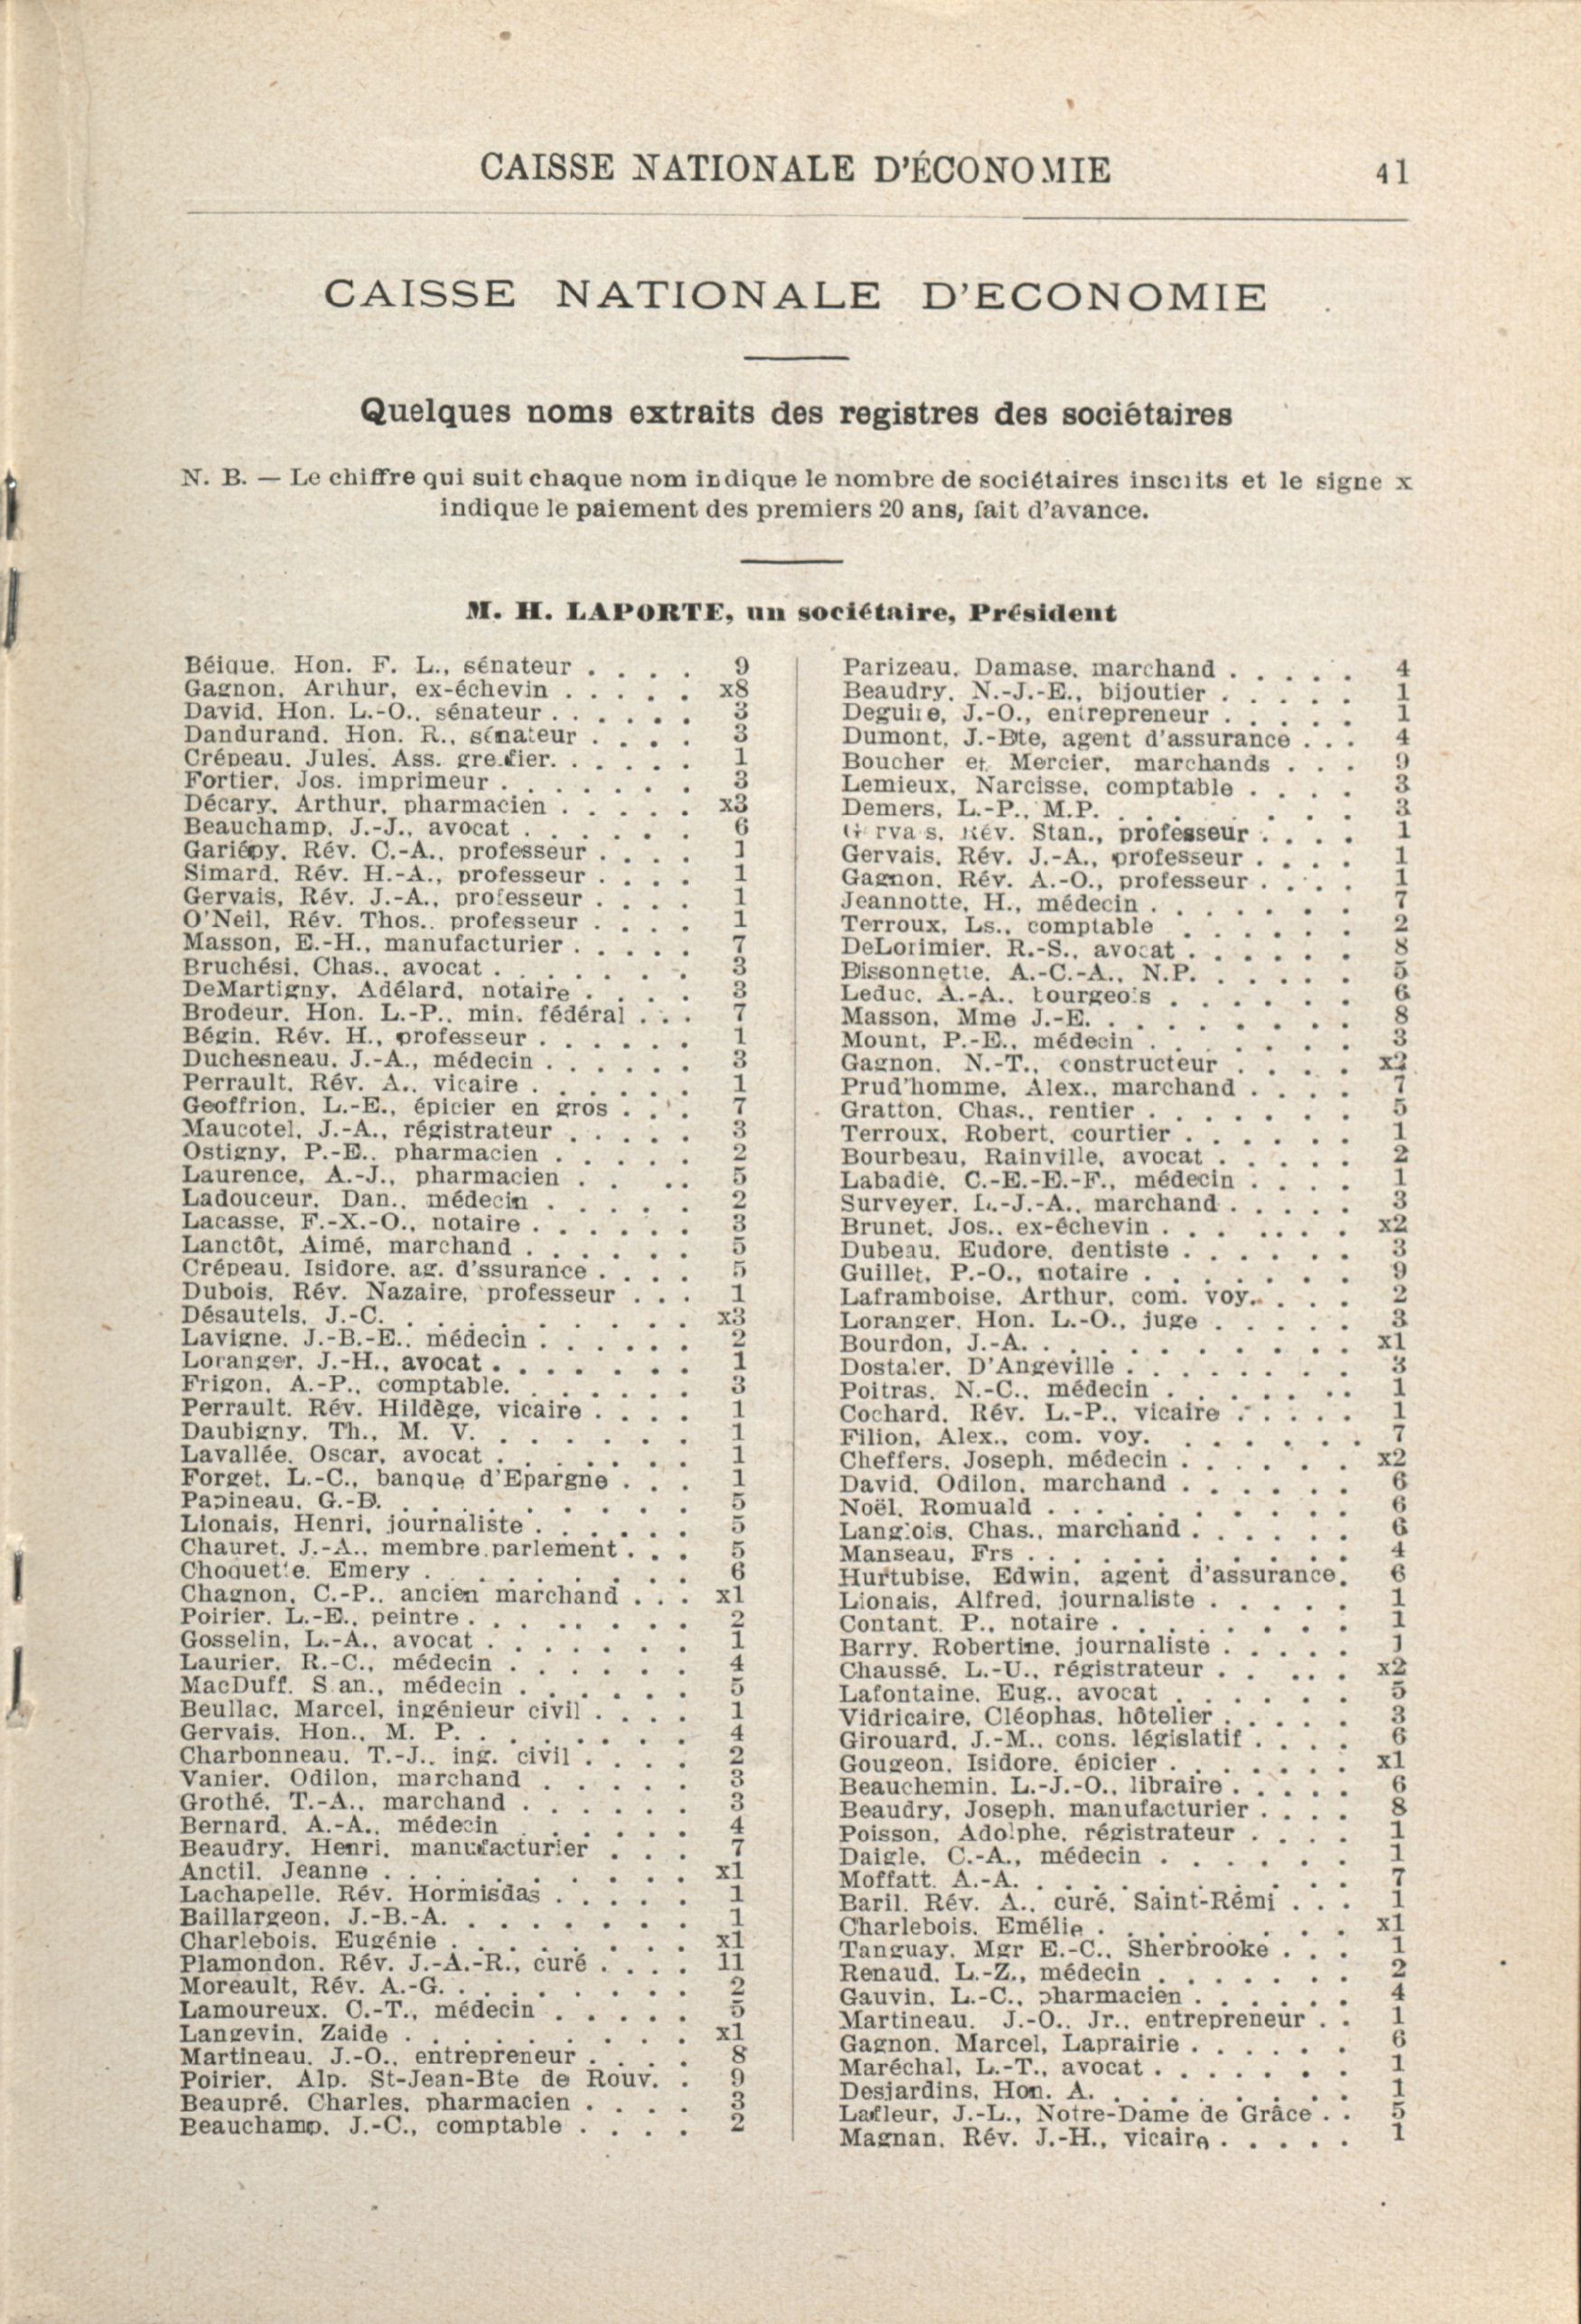 CAISSE NATIONALE D'ÉCONOMIE 41
CAISSE NATIONALE D'ECONOMIE
Quelques noms extraits des registres des sociétaires
N. B. — Le chiffre qui suit chaque nom indique le nombre de sociétaires inscrits et le signe x
indique le paiement des premiers 20 ans, fait d'avance.
M. H. LAPORTE, un sociétaire, Président
Béique. Hon. F. L., sénateur . . . . 9
Gagnon, Arthur, ex-échevin . . . . . x8
David. Hon. L.-O., sénateur . . . . . . 3
Dandurand. Hon. R., sénateur . . . . 3
Crépeau. Jules. Ass. greffier. . . . . . 1
Fortier, Jos. imprimeur . . . . . . . 3
Décary, Arthur, pharmacien . . . . . x3
Beauchamp. J.-J., avocat . . . . . . 6
Gariépy. Rév. C.-A., professeur . . . . 1
Simard. Rév. H.-A., professeur . . . . 1
Gervais, Rév. J.-A., professeur . . . . 1
O'Neil, Rév. Thos.. professeur . . . . 1
Masson, E.-H., manufacturier . . . . . 7
Bruchési. Chas., avocat . . . . . . . 3
DeMartigny, Adélard, notaire . . . . 3
Brodeur. Hon. L.-P.. min. fédéral . . . 7
Bégin. Rév. H., professeur . . . . . . 1
Duchesneau. J.-A., médecin . . . . . . 3
Perrault. Rév. A.. vicaire . . . . . . 1
Geoffrion. L.-E., épicier en gros . . . 7
Maucotel. J.-A., régistrateur . . . . . 3
Ostigny, P.-E.. pharmacien . . . . . 2
Laurence, A.-J., pharmacien . . . . 5
Ladouceur. Dan.. médecin . . . . . 2
Lacasse, F.-X.-O., notaire . . . . . . 3
Lanctôt, Aimé, marchand . . . . . . 5
Crépeau. Isidore. ag. d'ssurance . . . . 5
Dubois. Rév. Nazaire, professeur . . . 1
Désautels, J.-C. . . . . . . . . x3
Lavigne. J.-B.-E.. médecin . . . . . . 2
Loranger. J.-H., avocat . . . . . . . 1
Frigon. A.-P., comptable. . . . . . . 3
Perrault. Rév. Hildège, vicaire . . . . 1
Daubigny. Th., M. V. . . . . . . . 1
Lavallée. Oscar, avocat . . . . . . 1
Forget. L.-C., banque d'Epargne . . . 1
Papineau. G.-B. . . . . . . . . 5
Lionais, Henri, journaliste . . . . . . 5
Chauret. J.-A.. membre parlement . . . 5
Choquette. Emery . . . . . . . . 6
Chagnon, C.-P.. ancien marchand . . . x1
Poirier. L.-E., peintre . . . . . . . 2
Gosselin, L.-A., avocat . . . . . . . 1
Laurier. R.-C., médecin . . . . . . 4
MacDuff. S an., médecin . . . . . . 5
Beullac, Marcel, ingénieur civil . . . . 1
Gervais. Hon., M. P. . . . . . . . 4
Charbonneau. T.-J.. ing. civil . . . . 2
Vanier. Odilon, marchand . . . . . 3
Grothé. T.-A., marchand . . . . . . 3
Bernard. A.-A., médecin . . . . . 4
Beaudry, Henri, manufacturier . . . 7
Anctil. Jeanne . . . . . . . . . x1
Lachapelle. Rév. Hormisdas . . . . . 1
Baillargeon, J.-B.-A. . . . . . . . 1
Charlebois. Eugénie . . . . . . . . x1
Plamondon. Rév. J.-A.-R., curé . . . . 11
Moreault, Rév. A.-G. . . . . . . . 2
Lamoureux. C.-T., médecin . . . . . 5
Langevin. Zaide . . . . . . . . x1
Martineau. J.-O., entrepreneur . . . . 8
Poirier. Alp. St-Jean-Bte de Rouv. . 9
Beaupré. Charles, pharmacien . . . . 3
Beauchamp. J.-C., comptable . . . . 2
Parizeau, Damase, marchand . . . . . 4
Beaudry. N.-J.-E., bijoutier . . . . . 1
Deguire, J.-O., entrepreneur . . . . . 1
Dumont, J.-Bte, agent d'assurance . . . 4
Boucher et Mercier, marchands . . . 9
Lemieux, Narcisse, comptable . . . . 3
Demers, L.-P., M.P. . . . . . . 3
G rva s, Rév. Stan., professeur . . . . 1
Gervais, Rév. J.-A., professeur . . . . 1
Gagnon. Rév. A.-O., professeur . . . . 1
Jeannotte. H., médecin . . . . . . . 7
Terroux, Ls., comptable . . . . . . 2
DeLorimier. R.-S., avocat . . . . . . 8
Bissonnette. A.-C.-A., N.P. . . . . . 5
Leduc. A.-A.. bourgeois . . . . . . 6
Masson, Mme J.-E. . . . . . . . . 8
Mount, P.-E., médecin . . . . . . 3
Gagnon. N.-T., constructeur . . . . x3
Prud'homme, Alex., marchand . . . . 7
Gratton. Chas., rentier . . . . . . . 5
Terroux, Robert, courtier . . . . . . 1
Bourbeau, Rainville, avocat . . . . . 2
Labadie. C.-E.-E.-F., médecin . . . . 1
Surveyer, L.-J.-A., marchand . . . . . 3
Brunet, Jos., ex-échevin . . . . . . . x2
Dubeau, Eudore, dentiste . . . . . . 3
Guillet, P.-O., notaire . . . . . . . 9
Laframboise, Arthur, com. voy. . . . 2
Loranger. Hon. L.-O., juge . . . . . 3
Bourdon, J.-A. . . . . . . . . . x1
Dostaler. D'Angeville . . . . . . . 3
Poitras. N.-C., médecin . . . . . . 1
Cochard. Rév. L.-P., vicaire . . . . . 1
Filion, Alex., com. voy. . . . . . . 7
Cheffers. Joseph. médecin . . . . . . x2
David. Odilon, marchand . . . . . . 6
Noël. Romuald . . . . . . . . . 6
Langlois. Chas., marchand . . . . . . 6
Manseau, Frs . . . . . . . . . 4
Hurtubise, Edwin, agent d'assurance. 6
Lionais, Alfred, journaliste . . . . . 1
Contant. P., notaire . . . . . . . . 1
Barry. Robertine, journaliste . . . . . 1
Chaussé. L.-U., régistrateur . . . . . x2
Lafontaine. Eug., avocat . . . . . . 5
Vidricaire, Cléophas, hôtelier . . . . . 3
Girouard, J.-M., cons. législatif . . . . 6
Gougeon. Isidore, épicier . . . . . . x1
Beauchemin. L.-J.-O., libraire . . . . . 6
Beaudry, Joseph, manufacturier . . . . 8
Poisson, Adolphe, régistrateur . . . . 1
Daigle. C.-A., médecin . . . . . . 1
Moffatt. A.-A. . . . . . . . . 7
Baril. Rév. A., curé, Saint-Rémi . . . 1
Charlebois. Emélie . . . . . . . . x1
Tanguay. Mgr E.-C., Sherbrooke . . . 1
Renaud. L.-Z., médecin . . . . . . . 2
Gauvin. L.-C., pharmacien . . . . . . 4
Martineau. J.-O.. Jr., entrepreneur . . 1
Gagnon. Marcel, Laprairie . . . . . . 6
Maréchal, L.-T., avocat . . . . . . . 1
Desjardins, Hon. A. . . . . . . . 1
Lafleur, J.-L., Notre-Dame de Grâce . . 5
Magnan. Rév. J.-H., vicaire . . . . . 1